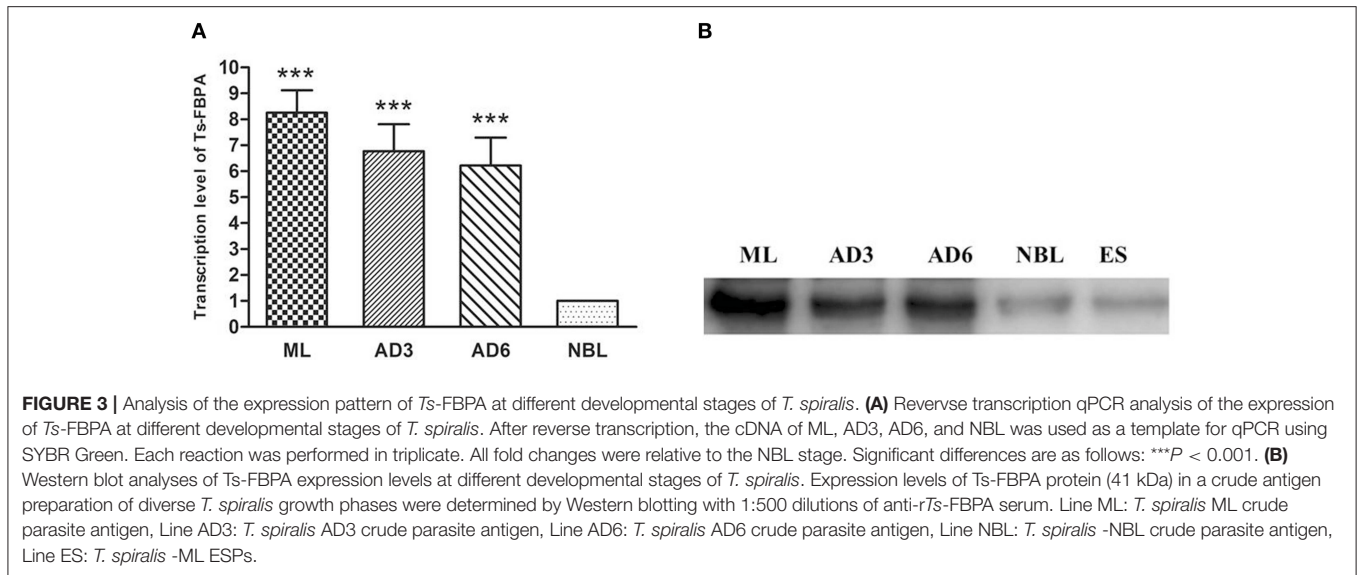 A
B
Transcription level of Ts-FBPA
10
9
8
7
6
5
4
3
2
1
0
***
***
***
ML
AD3
AD6
NBL
ML AD3 AD6 NBL ES
FIGURE 3 | Analysis of the expression pattern of Ts-FBPA at different developmental stages of T. spiralis. (A) Revervse transcription qPCR analysis of the expression
of Ts-FBPA at different developmental stages of T. spiralis. After reverse transcription, the cDNA of ML, AD3, AD6, and NBL was used as a template for qPCR using
SYBR Green. Each reaction was performed in triplicate. All fold changes were relative to the NBL stage. Significant differences are as follows: ***P < 0.001. (B)
Western blot analyses of Ts-FBPA expression levels at different developmental stages of T. spiralis. Expression levels of Ts-FBPA protein (41 kDa) in a crude antigen
preparation of diverse T. spiralis growth phases were determined by Western blotting with 1:500 dilutions of anti-rTs-FBPA serum. Line ML: T. spiralis ML crude
parasite antigen, Line AD3: T. spiralis AD3 crude parasite antigen, Line AD6: T. spiralis AD6 crude parasite antigen, Line NBL: T. spiralis -NBL crude parasite antigen,
Line ES: T. spiralis -ML ESPs.